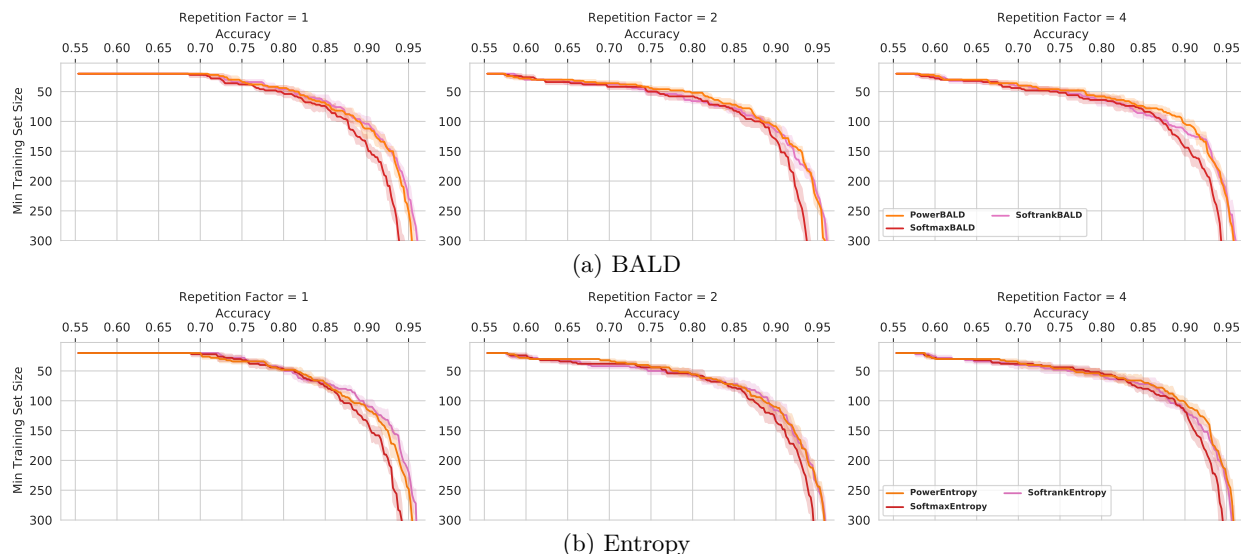 Repetition Factor = 1
Accuracy
0.55 0.60 0.65 0.70 0.75 0.80 0.85 0.90 0.95
Min Training Set Size
50
100
150
200
250
300
Repetition Factor = 2
Accuracy
0.55 0.60 0.65 0.70 0.75 0.80 0.85 0.90 0.95
50
100
150
200
250
300
Repetition Factor = 4
Accuracy
0.55 0.60 0.65 0.70 0.75 0.80 0.85 0.90 0.95
50
100
150
200
250
300
PowerBALD SoftrankBALD
SoftmaxBALD
(a) BALD
Repetition Factor = 1
Accuracy
0.55 0.60 0.65 0.70 0.75 0.80 0.85 0.90 0.95
Min Training Set Size
50
100
150
200
250
300
Repetition Factor = 2
Accuracy
0.55 0.60 0.65 0.70 0.75 0.80 0.85 0.90 0.95
50
100
150
200
250
300
Repetition Factor = 4
Accuracy
0.55 0.60 0.65 0.70 0.75 0.80 0.85 0.90 0.95
50
100
150
200
250
300
PowerEntropy SoftrankEntropy
SoftmaxEntropy
(b) Entropy